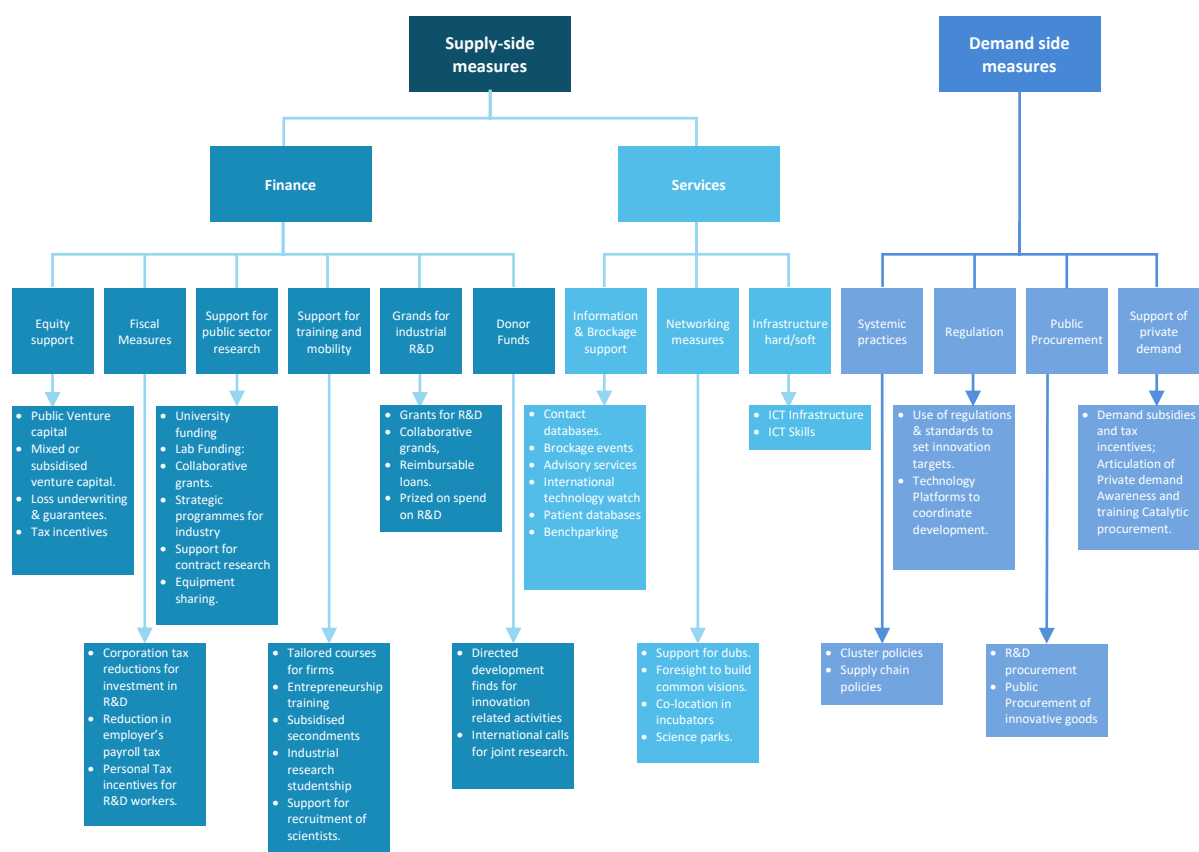 Supply-side
measures
Demand side
measures
Finance
Services
Equity
support
Fiscal
Measures
Support for
public sector
research
Support for
training and
mobility
Grands for
industrial
R&D
Donor
Funds
Information
& Brockage
support
Networking
measures
Infrastructure
hard/soft
Systemic
practices
Regulation
Public
Procurement
Support of
private
demand
• Public Venture
capital
• Mixed or
subsidised
venture capital.
• Loss underwriting
& guarantees.
• Tax incentives
• University
funding
• Lab Funding:
• Collaborative
grants.
• Strategic
programmes for
industry
• Support for
contract research
• Equipment
sharing.
• Grants for R&D
• Collaborative
grands,
• Reimbursable
loans.
• Prized on spend
on R&D
• Contact
databases.
• Brockage events
• Advisory services
• International
technology watch
• Patient databases
• Benchparking
• ICT Infrastructure
• ICT Skills
• Use of regulations
& standards to
set innovation
targets.
• Technology
Platforms to
coordinate
development.
• Demand subsidies
and tax
incentives;
Articulation of
Private demand
Awareness and
training Catalytic
procurement.
• Corporation tax
reductions for
investment in
R&D
• Reduction in
employer’s
payroll tax
• Personal Tax
incentives for
R&D workers.
• Tailored courses
for firms
• Entrepreneurship
training
• Subsidised
secondments
• Industrial
research
studentship
• Support for
recruitment of
scientists.
• Directed
development
finds for
innovation
related activities
• International calls
for joint research.
• Support for dubs.
• Foresight to build
common visions.
• Co-location in
incubators
• Science parks.
• Cluster policies
• Supply chain
policies
• R&D
procurement
• Public
Procurement of
innovative goods